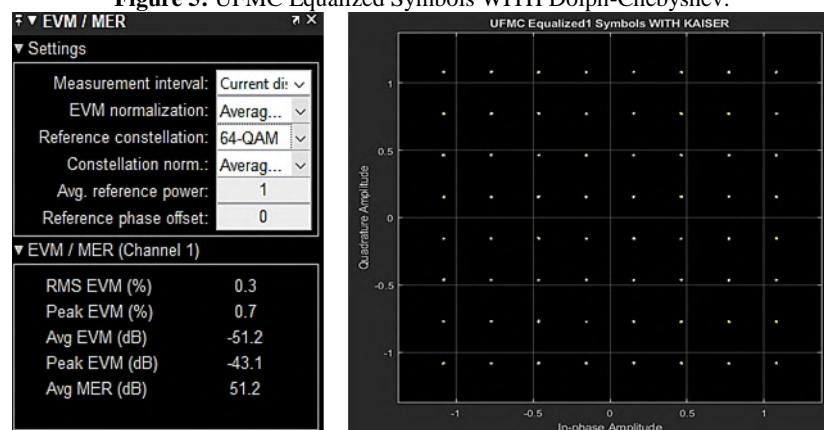 Figure 5: UFMC Equalized Symbols WITH Dolph-Chebyshev.
EVM / MER
Settings
Measurement interval: Current di
EVM normalization: Averag...
Reference constellation: 64-QAM
Constellation norm.: Averag...
Avg. reference power: 1
Reference phase offset: 0
EVM / MER (Channel 1)
RMS EVM (%) 0.3
Peak EVM (%) 0.7
Avg EVM (dB) -51.2
Peak EVM (dB) -43.1
Avg MER (dB) 51.2
UFMC Equalized1 Symbols WITH KAISER
Quadrature Amplitude
1
0.5
0
-0.5
-1
-1 -0.5 0 0.5 1
In-phase Amplitude